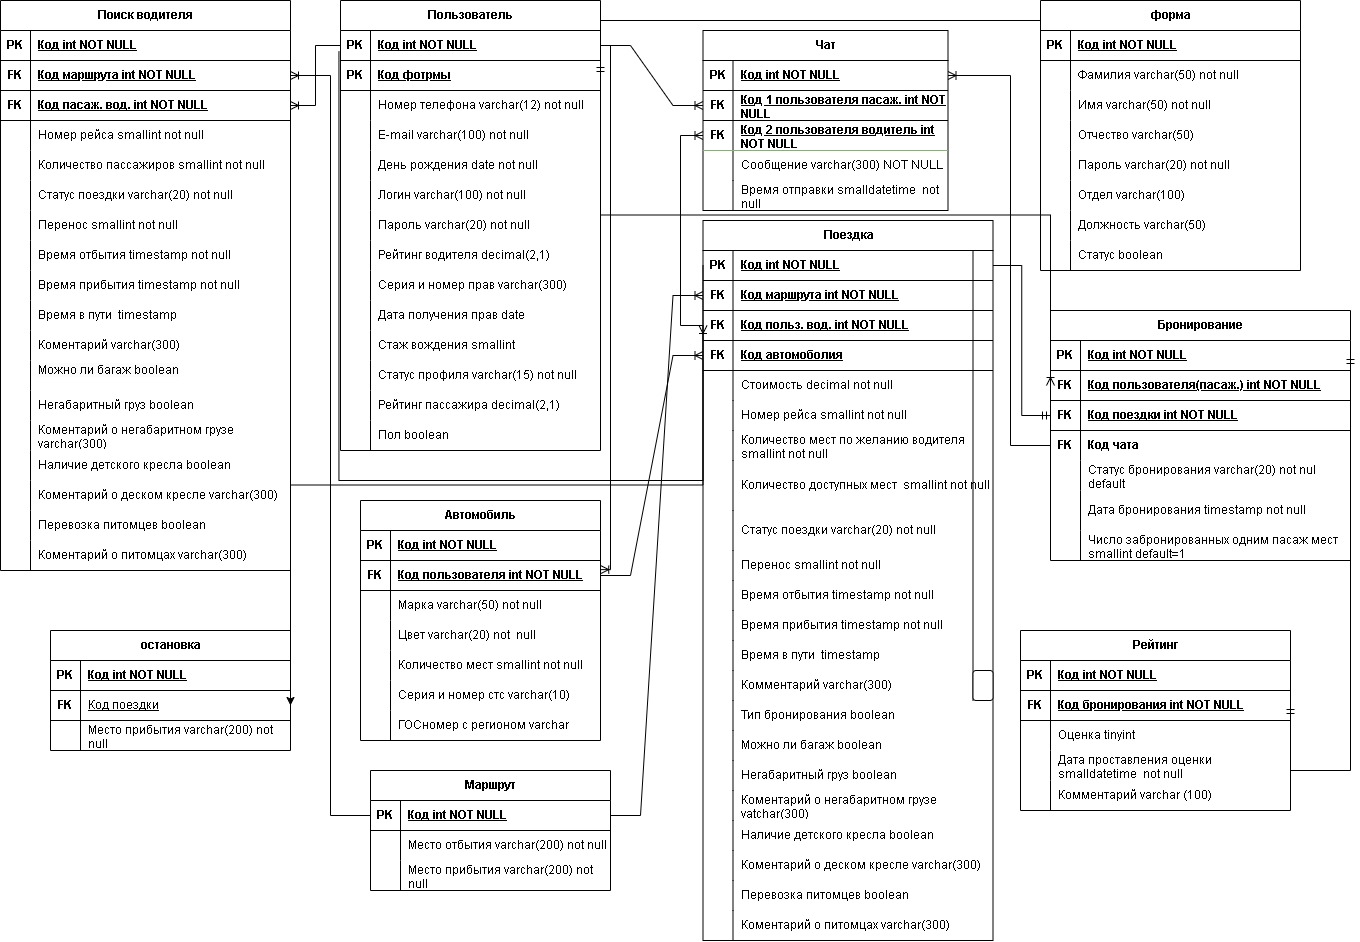 Поиск водителя
PK Код int NOT NULL
FK Код маршрута int NOT NULL
FK Код пасаж. вод. int NOT NULL
Номер рейса smallint not null
Количество пассажиров smallint not null
Статус поездки varchar(20) not null
Перенос smallint not null
Время отбытия timestamp not null
Время прибытия timestamp not null
Время в пути timestamp
Коментарий varchar(300)
Можно ли багаж boolean
Негабаритный груз boolean
Коментарий о негабаритном грузе
varchar(300)
Наличие детского кресла boolean
Коментарий о деском кресле varchar(300)
Перевозка питомцев boolean
Коментарий о питомцах varchar(300)
Пользователь
PK Код int NOT NULL
PK Код фотрмы
Номер телефона varchar(12) not null
E-mail varchar(100) not null
День рождения date not null
Логин varchar(100) not null
Пароль varchar(20) not null
Рейтинг водителя decimal(2,1)
Серия и номер прав varchar(300)
Дата получения прав date
Стаж вождения smallint
Статус профиля varchar(15) not null
Рейтинг пассажира decimal(2,1)
Пол boolean
Чат
PK Код int NOT NULL
FK Код 1 пользователя пасаж. int NOT
NULL
FK Код 2 пользователя водитель int
NOT NULL
Сообщение varchar(300) NOT NULL
Время отправки smalldatetime not
null
форма
PK Код int NOT NULL
Фамилия varchar(50) not null
Имя varchar(50) not null
Отчество varchar(50)
Пароль varchar(20) not null
Отдел varchar(100)
Должность varchar(50)
Статус boolean
Поездка
PK Код int NOT NULL
FK Код маршрута int NOT NULL
FK Код польз. вод. int NOT NULL
FK Код автомоболия
Стоимость decimal not null
Номер рейса smallint not null
Количество мест по желанию водителя
smallint not null
Количество доступных мест smallint not null
Статус поездки varchar(20) not null
Перенос smallint not null
Время отбытия timestamp not null
Время прибытия timestamp not null
Время в пути timestamp
Комментарий varchar(300)
Тип бронирования boolean
Можно ли багаж boolean
Негабаритный груз boolean
Коментарий о негабаритном грузе
vatchar(300)
Наличие детского кресла boolean
Коментарий о деском кресле varchar(300)
Перевозка питомцев boolean
Коментарий о питомцах varchar(300)
Бронирование
PK Код int NOT NULL
FK Код пользователя(пасаж.) int NOT NULL
FK Код поездки int NOT NULL
FK Код чата
Статус бронирования varchar(20) not nul
default
Дата бронирования timestamp not null
Число забронированных одним пасаж мест
smallint default=1
Автомобиль
PK Код int NOT NULL
FK Код пользователя int NOT NULL
Марка varchar(50) not null
Цвет varchar(20) not null
Количество мест smallint not null
Серия и номер стс varchar(10)
ГОСномер с регионом varchar
остановка
PK Код int NOT NULL
FK Код поездки
Место прибытия varchar(200) not
null
Рейтинг
PK Код int NOT NULL
FK Код бронирования int NOT NULL
Оценка tinyint
Дата проставления оценки
smalldatetime not null
Комментарий varchar (100)
Маршрут
PK Код int NOT NULL
Место отбытия varchar(200) not null
Место прибытия varchar(200) not
null